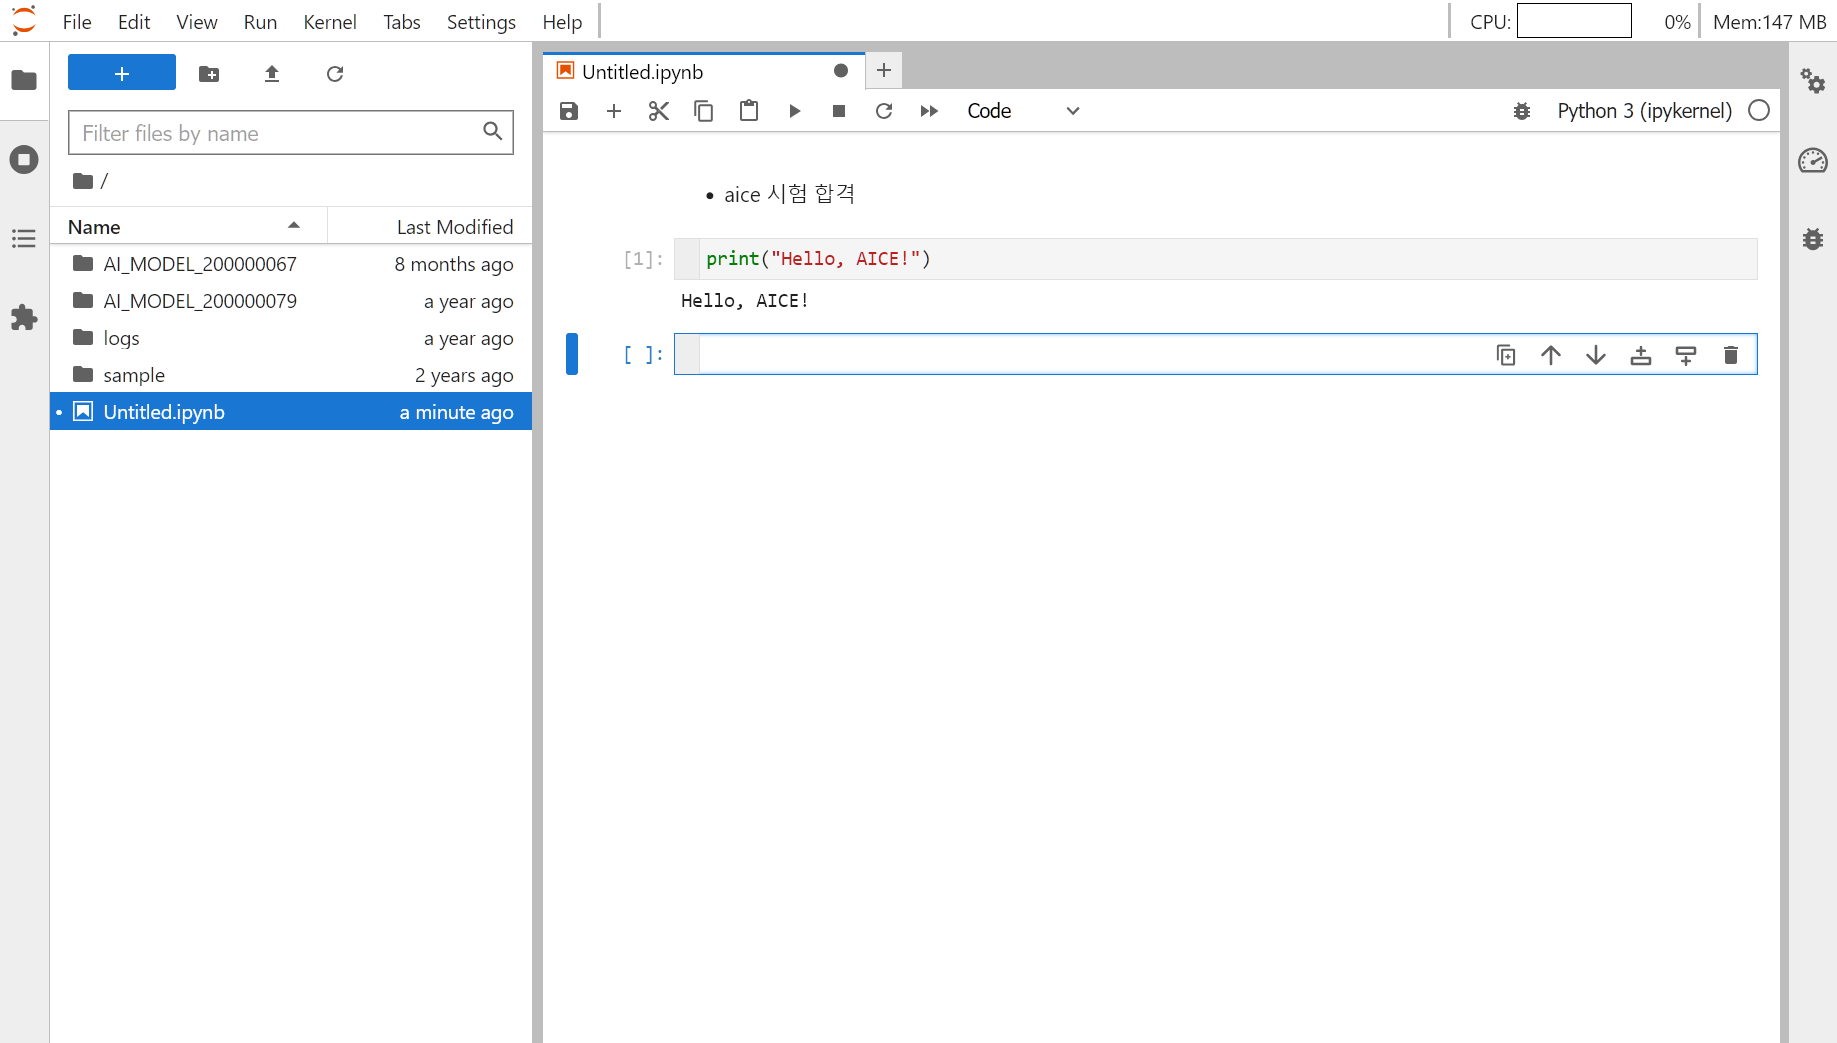 File Edit View Run Kernel Tabs Settings Help
CPU: 0% Mem:147 MB
Filter files by name
/
Name Last Modified
AI_MODEL_200000067 8 months ago
AI_MODEL_200000079 a year ago
logs a year ago
sample 2 years ago
Untitled.ipynb a minute ago
Untitled.ipynb
Code
Python 3 (ipykernel)
• aice 시험 합격
[1]: print("Hello, AICE!")
Hello, AICE!
[ ]: